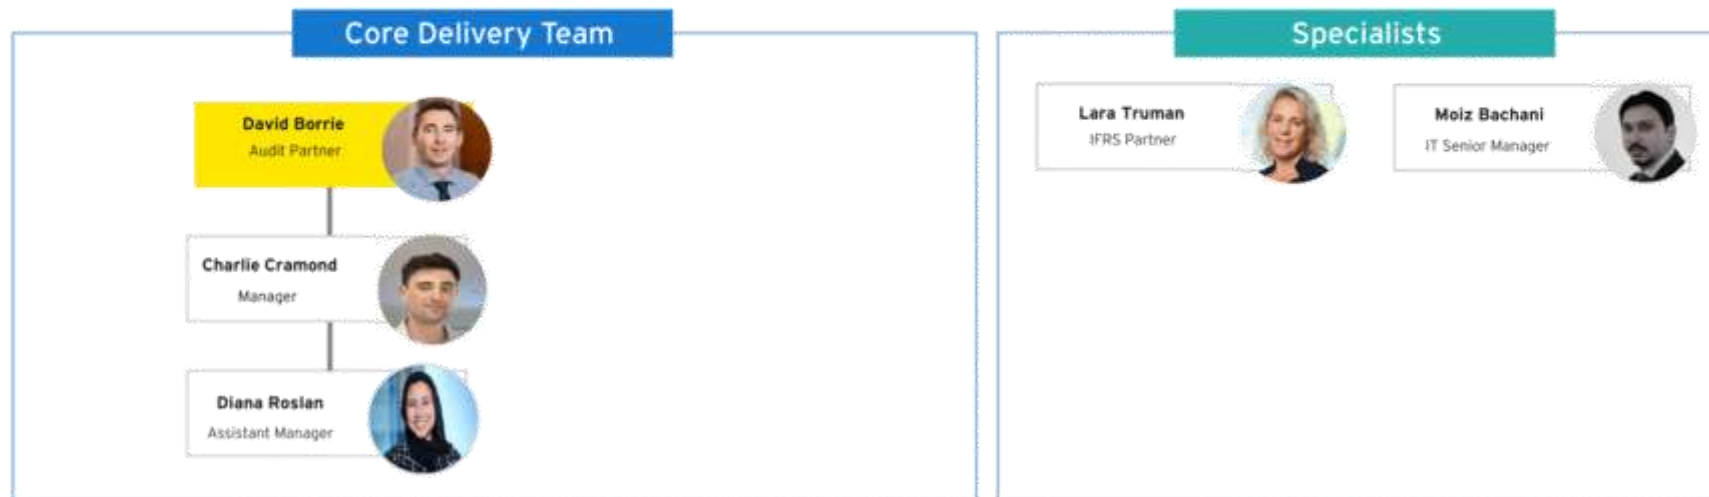 Core Delivery Team
David Borrie
Audit Partner
Charlie Cramond
Manager
Diana Roslan
Assistant Manager
Specialists
Lara Truman
IFRS Partner
Moiz Bachani
IT Senior Manager